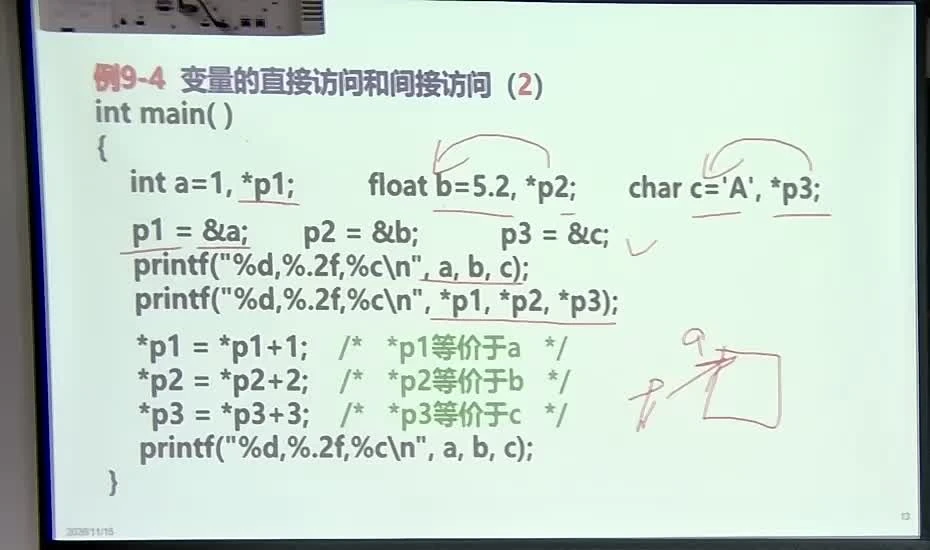 例9-4 变量的直接访问和间接访问 (2)
int main( )
{
int a=1, *p1; float b=5.2, *p2; char c='A', *p3;
p1 = &a; p2 = &b; p3 = &c;
printf("%d,%.2f,%c\n", a, b, c);
printf("%d,%.2f,%c\n", *p1, *p2, *p3);
*p1 = *p1+1; /* *p1等价于a */
*p2 = *p2+2; /* *p2等价于b */
*p3 = *p3+3; /* *p3等价于c */
printf("%d,%.2f,%c\n", a, b, c);
}
a
p
13